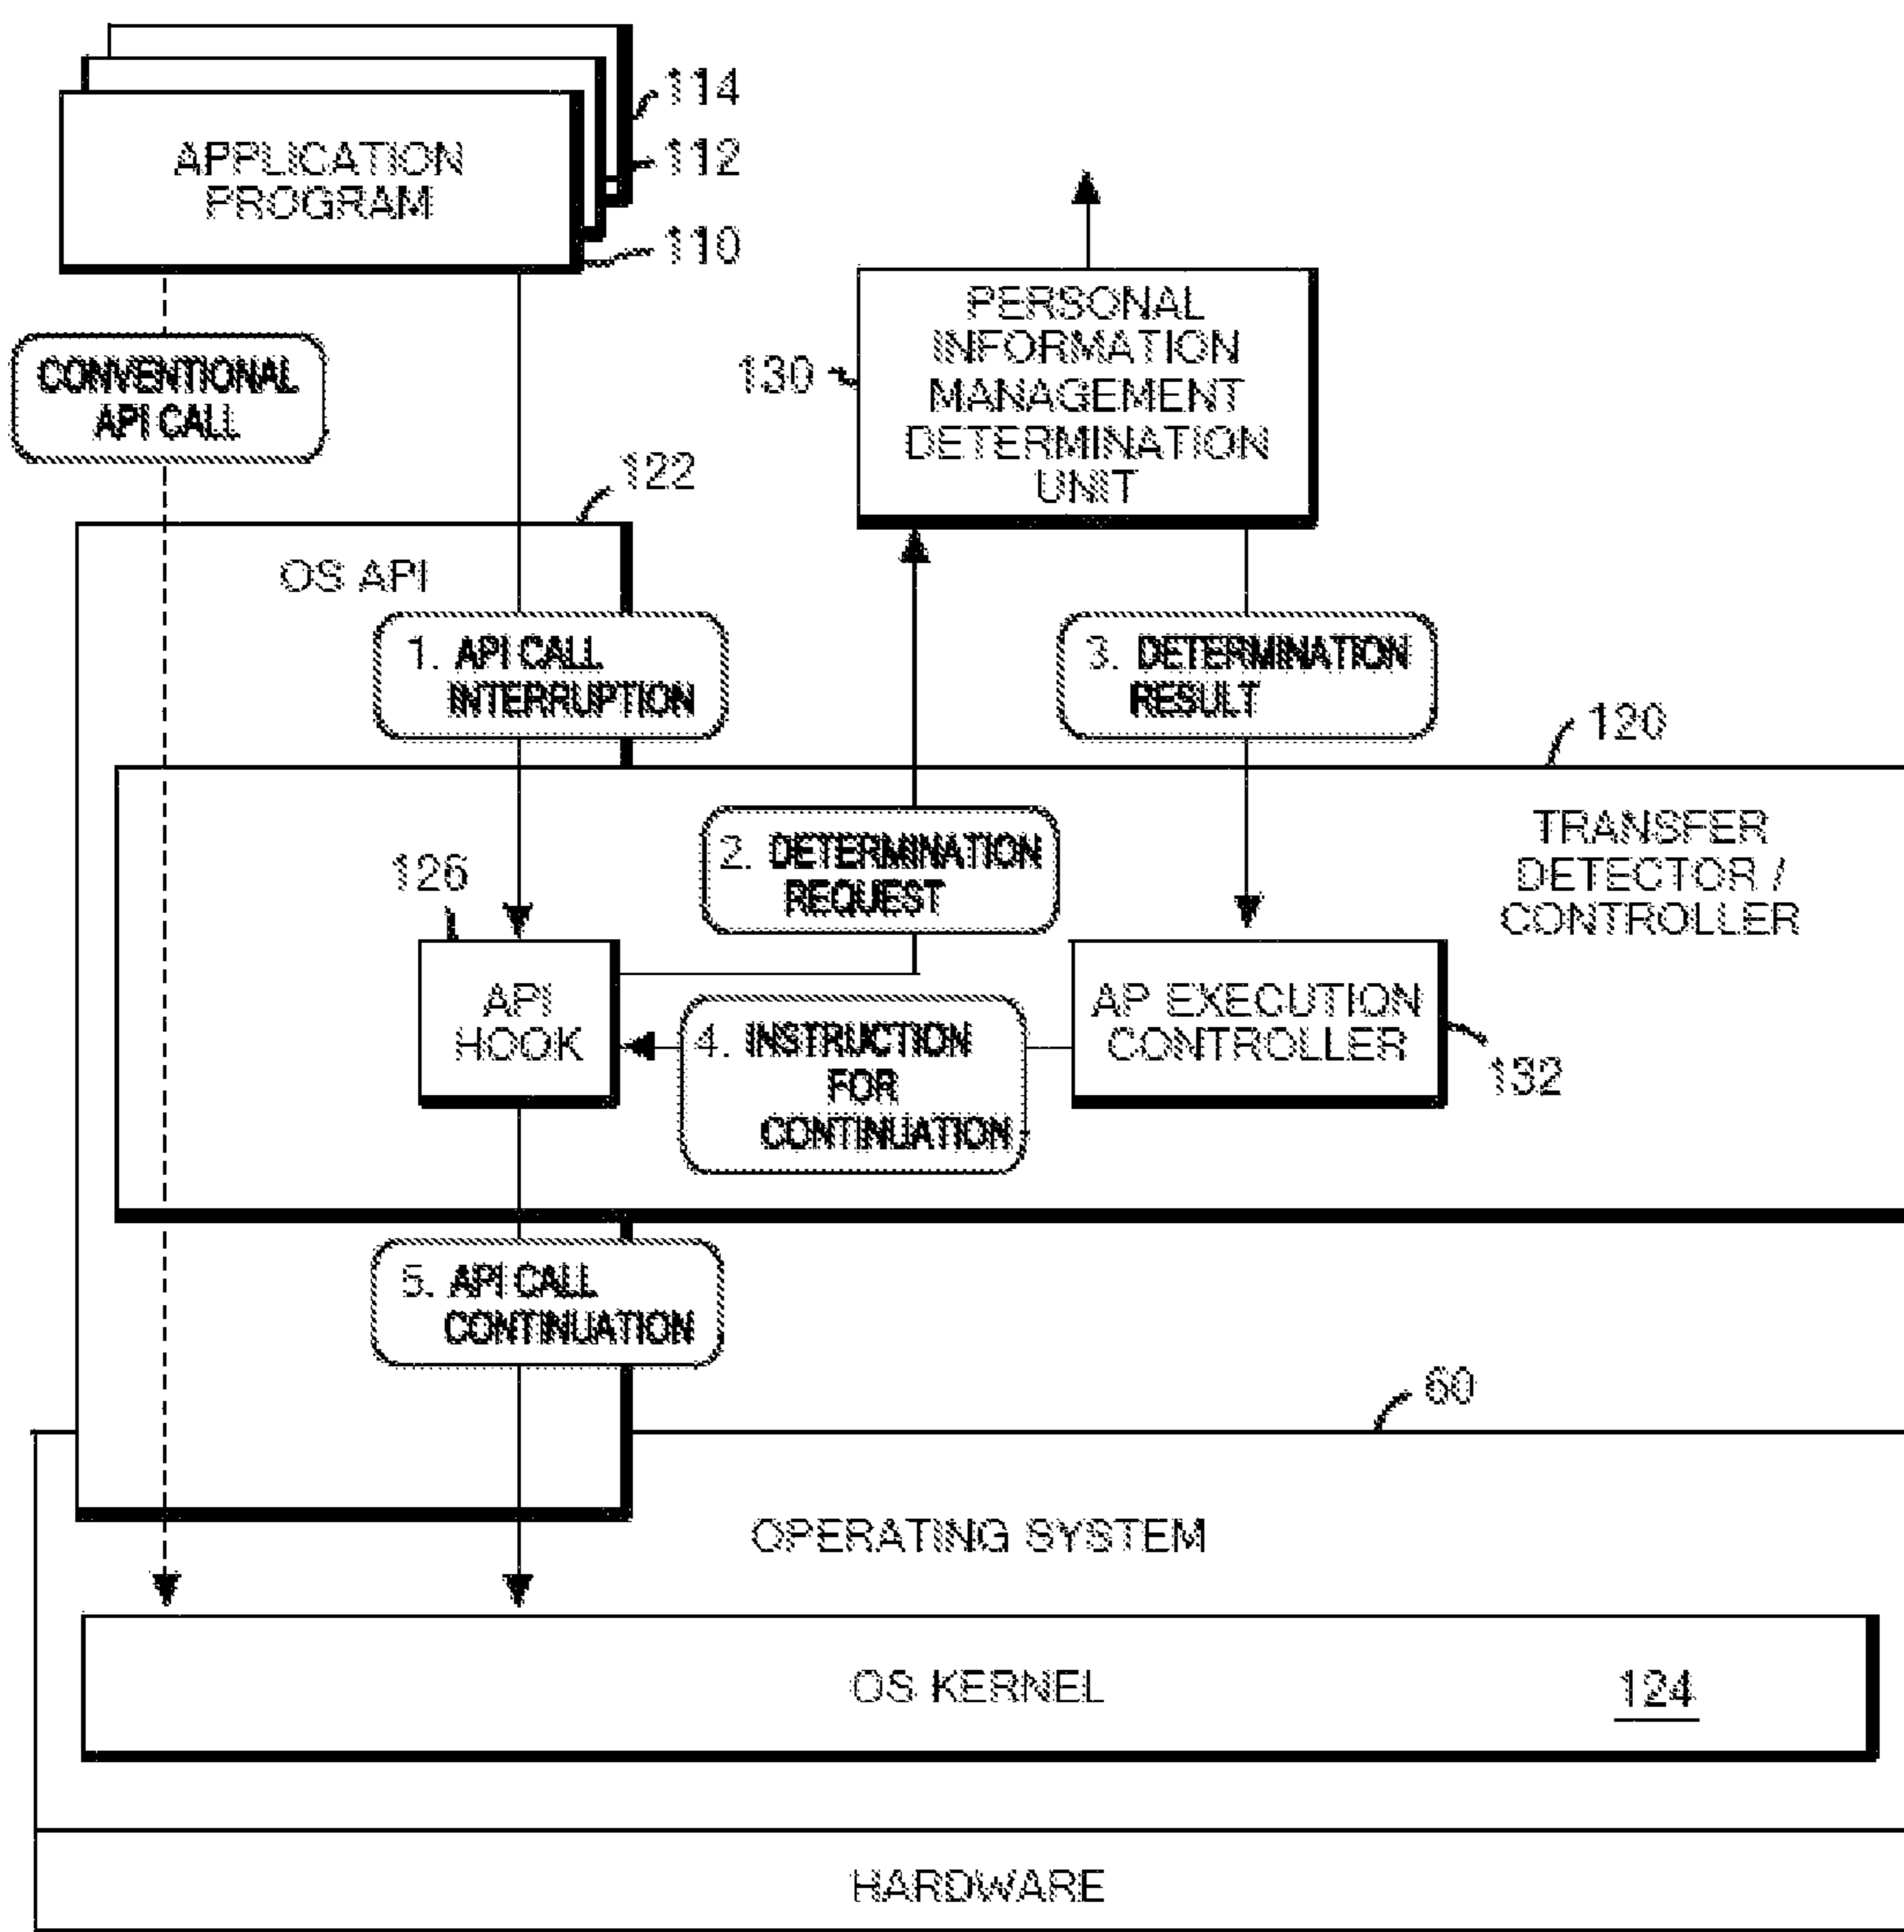 114
APPLICATION
PROGRAM
112
110
CONVENTIONAL
API CALL
PERSONAL
INFORMATION
MANAGEMENT
DETERMINATION
UNIT
130
122
OS API
1. API CALL
INTERRUPTION
3. DETERMINATION
RESULT
120
TRANSFER
DETECTOR /
CONTROLLER
2. DETERMINATION
REQUEST
126
API
HOOK
4. INSTRUCTION
FOR
CONTINUATION
AP EXECUTION
CONTROLLER
132
5. API CALL
CONTINUATION
60
OPERATING SYSTEM
OS KERNEL
124
HARDWARE